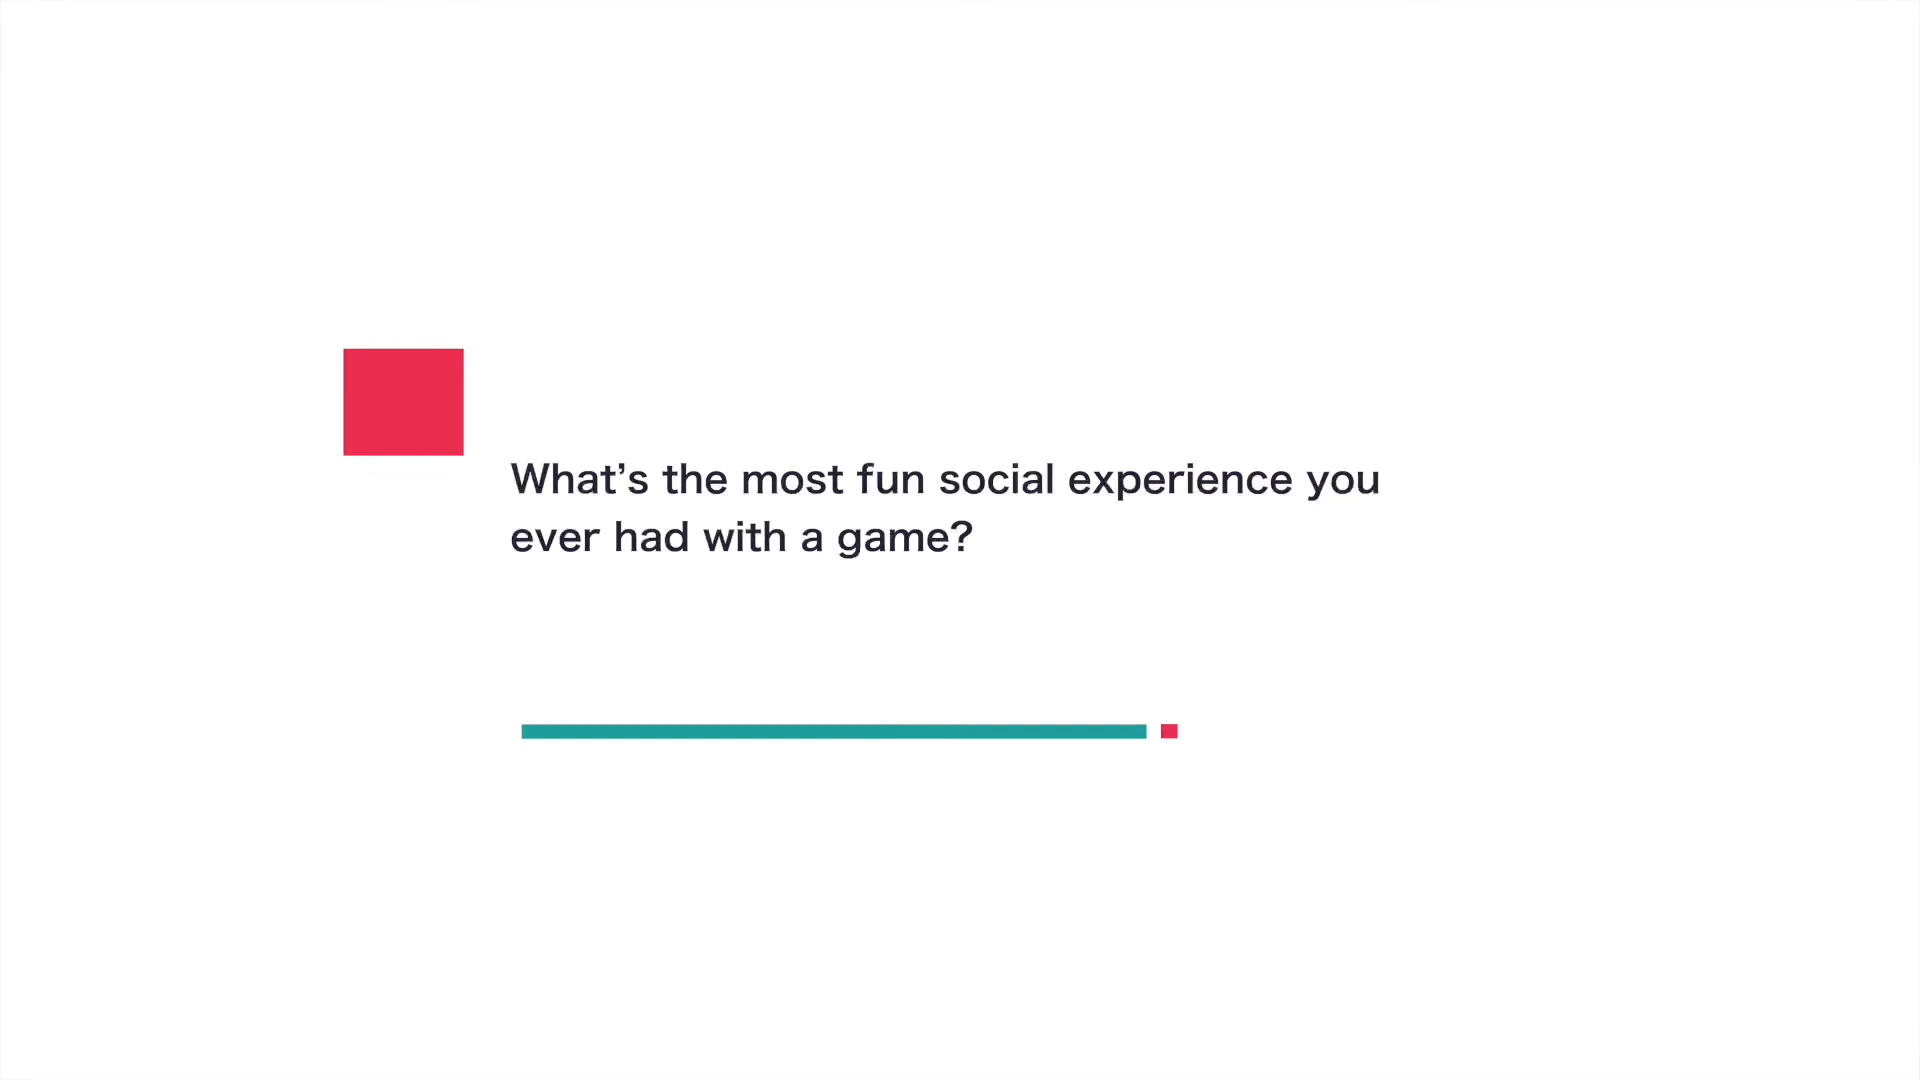 What’s the most fun social experience you
ever had with a game?